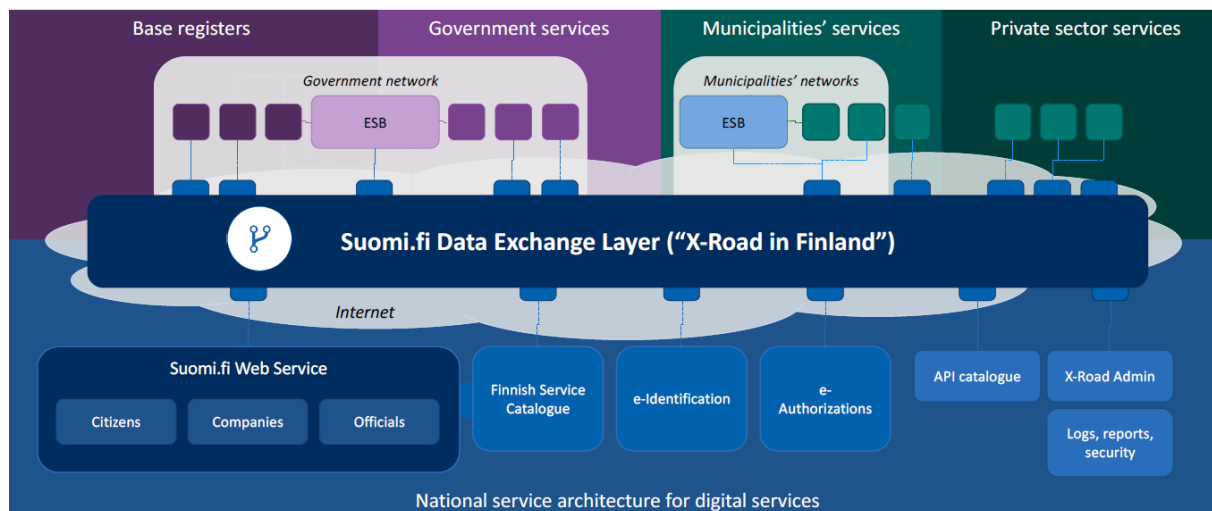 Base registers
Government services
Municipalities’ services
Private sector services
Government network
Municipalities’ networks
ESB
ESB
Suomi.fi Data Exchange Layer (“X-Road in Finland”)
Internet
Suomi.fi Web Service
Citizens
Companies
Officials
Finnish Service
Catalogue
e-Identification
e-
Authorizations
API catalogue
X-Road Admin
Logs, reports,
security
National service architecture for digital services